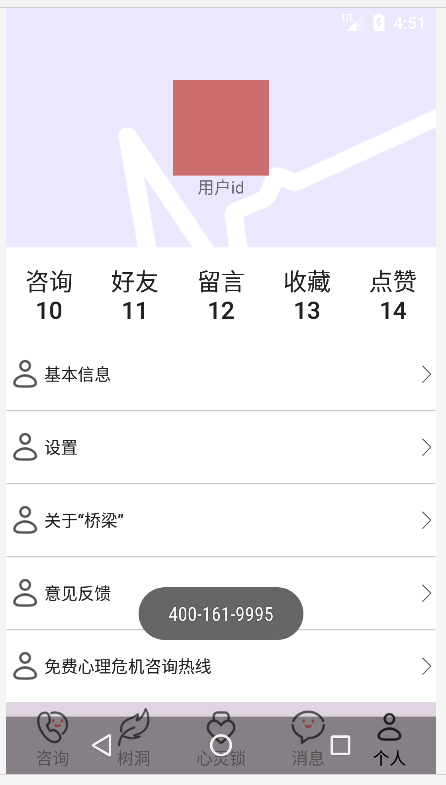 LTE 4:51
用户id
咨询 好友 留言 收藏 点赞
10 11 12 13 14
基本信息
设置
关于“桥梁”
意见反馈
400-161-9995
免费心理危机咨询热线
咨询 树洞 心灵锁 消息 个人